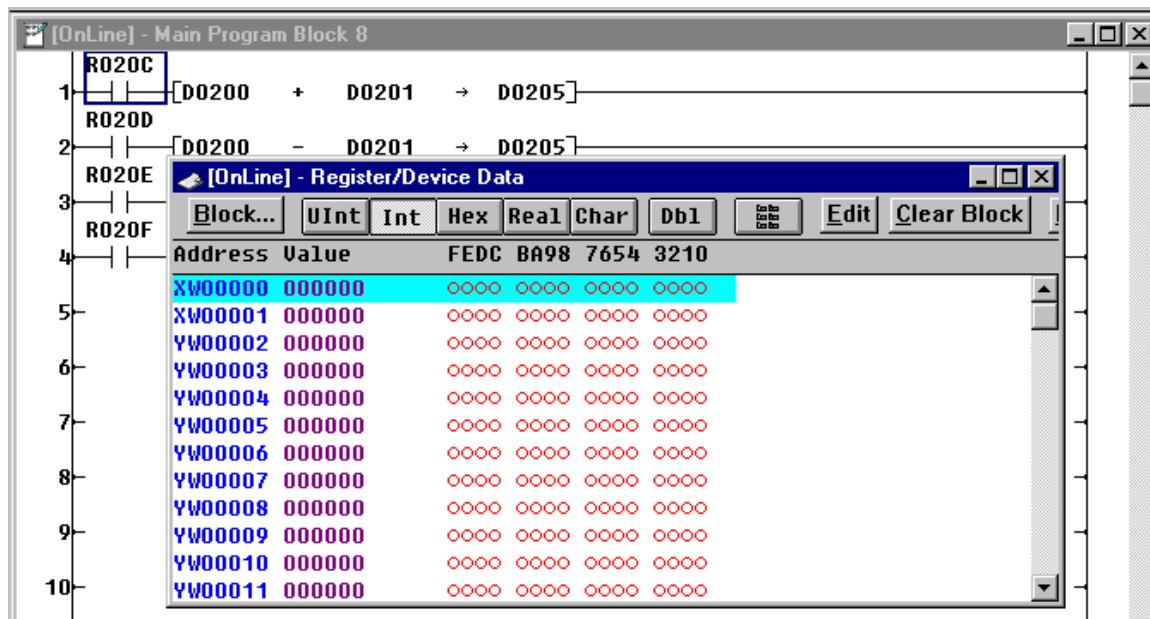 [OnLine] - Main Program Block 8
R020C
1 [D0200 + D0201 → D0205]
R020D
2 [D0200 - D0201 → D0205]
R020E
3
R020F
4
5
6
7
8
9
10
[OnLine] - Register/Device Data
Block... UInt Int Hex Real Char Dbl Edit Clear Block
Address Value FEDC BA98 7654 3210
XW00000 000000 0000 0000 0000 0000
XW00001 000000 0000 0000 0000 0000
YW00002 000000 0000 0000 0000 0000
YW00003 000000 0000 0000 0000 0000
YW00004 000000 0000 0000 0000 0000
YW00005 000000 0000 0000 0000 0000
YW00006 000000 0000 0000 0000 0000
YW00007 000000 0000 0000 0000 0000
YW00008 000000 0000 0000 0000 0000
YW00009 000000 0000 0000 0000 0000
YW00010 000000 0000 0000 0000 0000
YW00011 000000 0000 0000 0000 0000